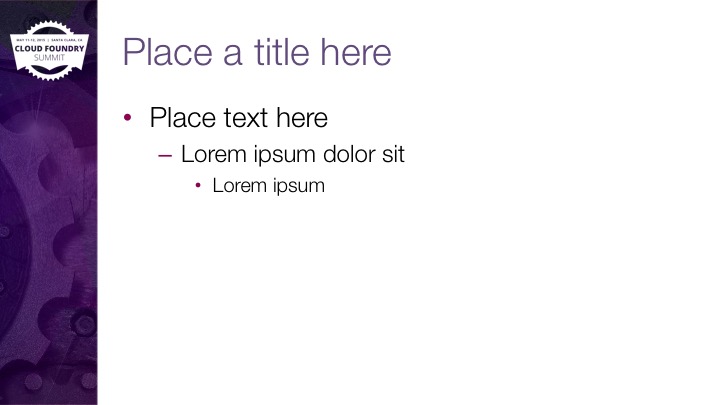 MAY 11-12, 2015 | SANTA CLARA, CA
CLOUD FOUNDRY
SUMMIT
Place a title here
• Place text here
– Lorem ipsum dolor sit
• Lorem ipsum